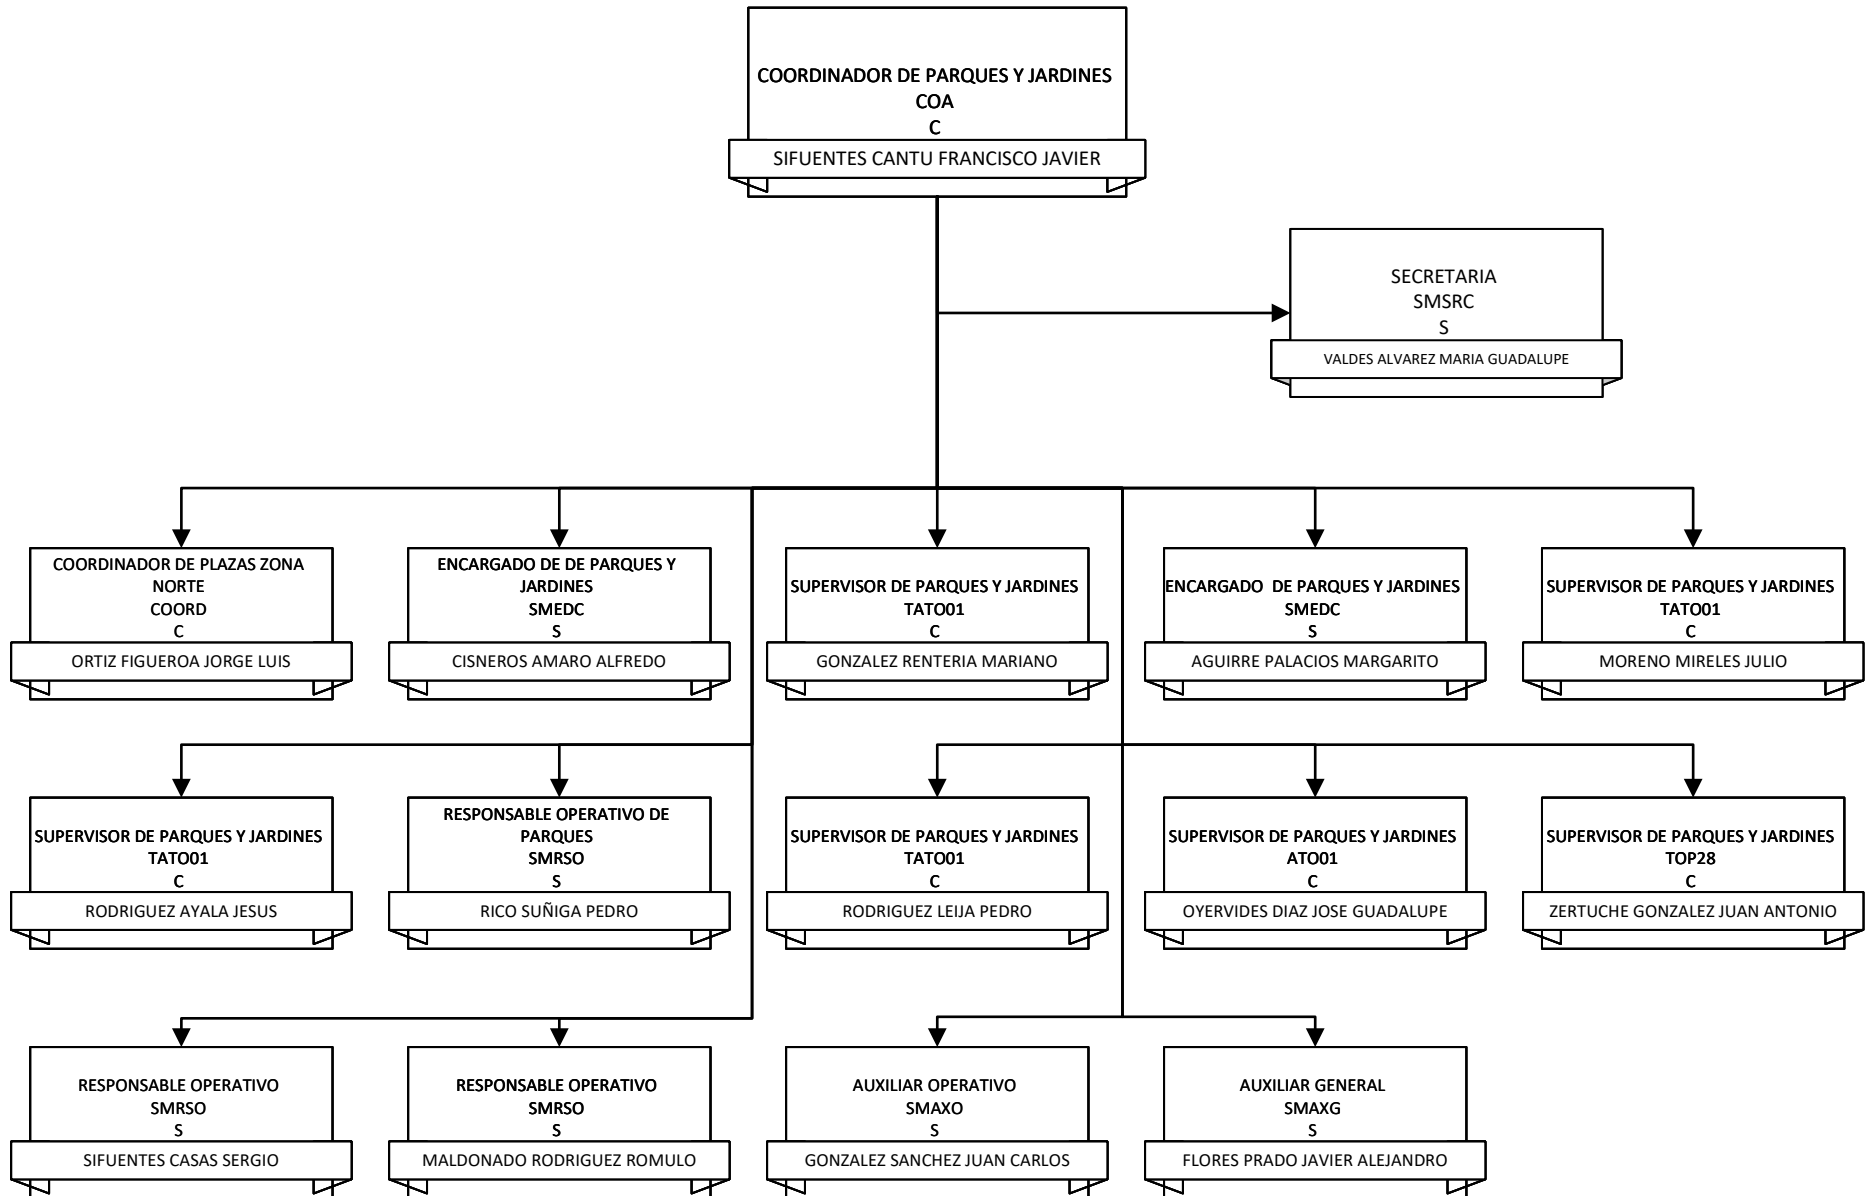 COORDINADOR DE PARQUES Y JARDINES
COA
C
SIFUENTES CANTU FRANCISCO JAVIER
SECRETARIA
SMSRC
S
VALDES ALVAREZ MARIA GUADALUPE
COORDINADOR DE PLAZAS ZONA
NORTE
COORD
C
ORTIZ FIGUEROA JORGE LUIS
ENCARGADO DE DE PARQUES Y
JARDINES
SMEDC
S
CISNEROS AMARO ALFREDO
SUPERVISOR DE PARQUES Y JARDINES
TATO01
C
GONZALEZ RENTERIA MARIANO
ENCARGADO  DE PARQUES Y JARDINES
SMEDC
S
AGUIRRE PALACIOS MARGARITO
SUPERVISOR DE PARQUES Y JARDINES
TATO01
C
MORENO MIRELES JULIO
SUPERVISOR DE PARQUES Y JARDINES
TATO01
C
RODRIGUEZ AYALA JESUS
RESPONSABLE OPERATIVO DE
PARQUES
SMRSO
S
RICO SUÑIGA PEDRO
SUPERVISOR DE PARQUES Y JARDINES
TATO01
C
RODRIGUEZ LEIJA PEDRO
SUPERVISOR DE PARQUES Y JARDINES
ATO01
C
OYERVIDES DIAZ JOSE GUADALUPE
SUPERVISOR DE PARQUES Y JARDINES
TOP28
C
ZERTUCHE GONZALEZ JUAN ANTONIO
RESPONSABLE OPERATIVO
SMRSO
S
SIFUENTES CASAS SERGIO
RESPONSABLE OPERATIVO
SMRSO
S
MALDONADO RODRIGUEZ ROMULO
AUXILIAR OPERATIVO
SMAXO
S
GONZALEZ SANCHEZ JUAN CARLOS
AUXILIAR GENERAL
SMAXG
S
FLORES PRADO JAVIER ALEJANDRO